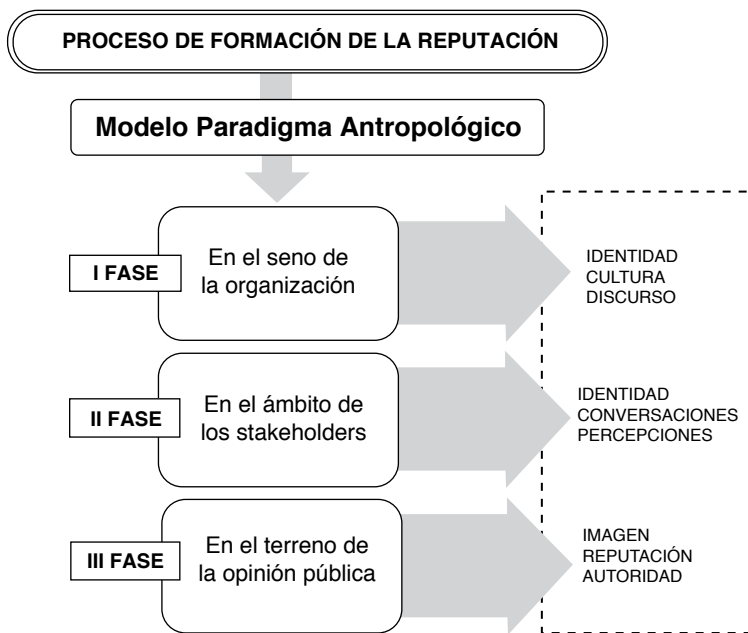 PROCESO DE FORMACIÓN DE LA REPUTACIÓN
Modelo Paradigma Antropológico
I FASE
En el seno de
la organización
IDENTIDAD
CULTURA
DISCURSO
II FASE
En el ámbito de
los stakeholders
IDENTIDAD
CONVERSACIONES
PERCEPCIONES
III FASE
En el terreno de
la opinión pública
IMAGEN
REPUTACIÓN
AUTORIDAD